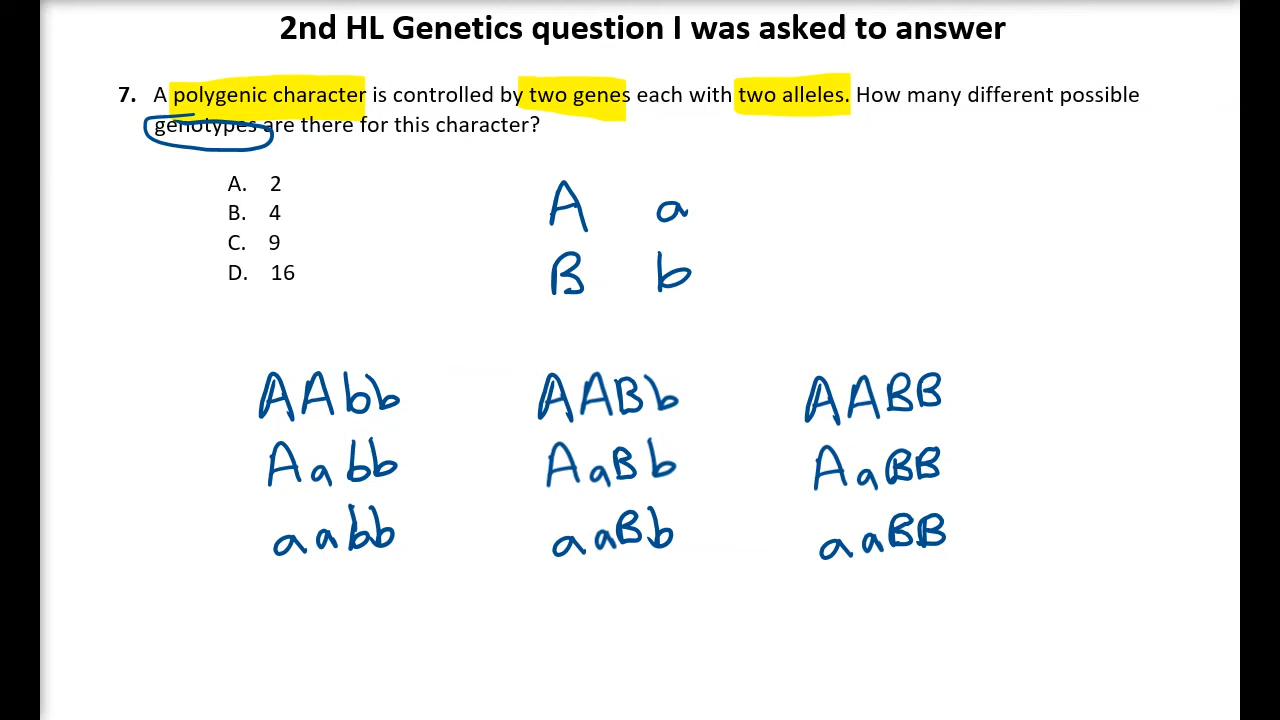 2nd HL Genetics question I was asked to answer
7. A polygenic character is controlled by two genes each with two alleles. How many different possible
genotypes are there for this character?
A. 2
B. 4
C. 9
D. 16
A a
B b
AAbb AABb AABB
Aabb AaBb AaBB
aabb aaBb aaBB